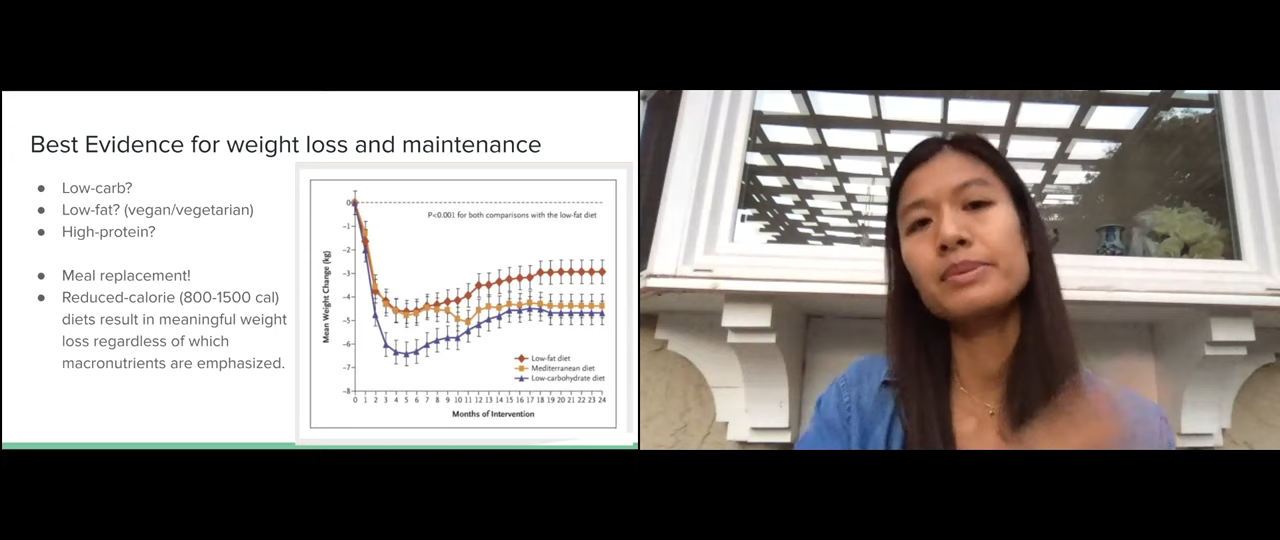 Best Evidence for weight loss and maintenance
● Low-carb?
● Low-fat? (vegan/vegetarian)
● High-protein?
● Meal replacement!
● Reduced-calorie (800-1500 cal)
diets result in meaningful weight
loss regardless of which
macronutrients are emphasized.
0
P<0.001 for both comparisons with the low-fat diet
−1
−2
−3
−4
−5
−6
−7
−8
Mean Weight Change (kg)
Low-fat diet
Mediterranean diet
Low-carbohydrate diet
0 1 2 3 4 5 6 7 8 9 10 11 12 13 14 15 16 17 18 19 20 21 22 23 24
Months of Intervention